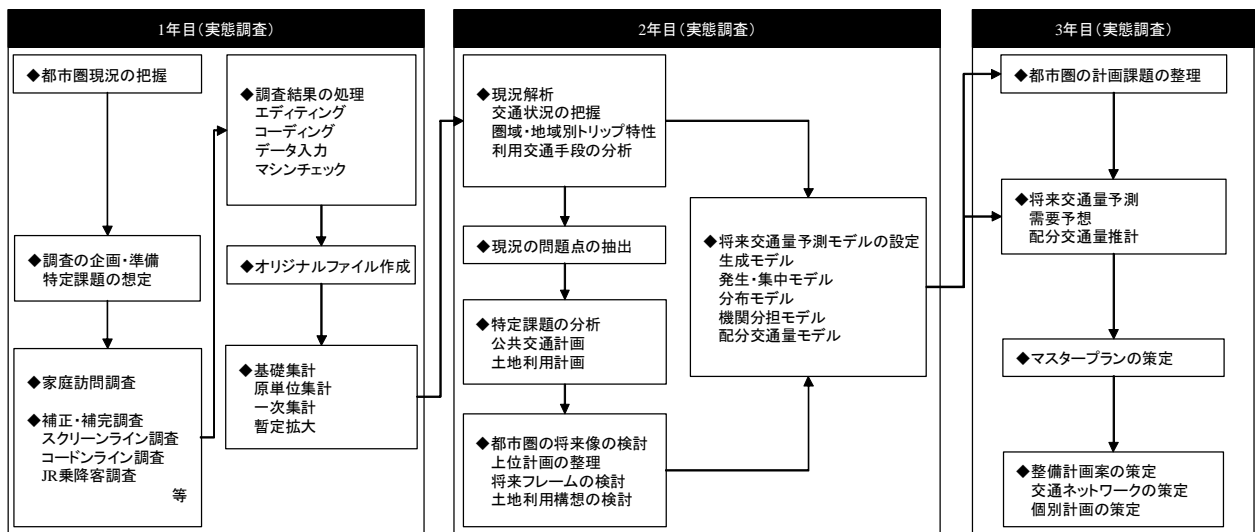 1年目(実態調査)
◆都市圏現況の把握
◆調査の企画・準備
特定課題の想定
◆家庭訪問調査
◆補正・補完調査
スクリーンライン調査
コードンライン調査
JR乗降客調査
等
◆調査結果の処理
エディティング
コーディング
データ入力
マシンチェック
◆オリジナルファイル作成
◆基礎集計
原単位集計
一次集計
暫定拡大
2年目(実態調査)
◆現況解析
交通状況の把握
圏域・地域別トリップ特性
利用交通手段の分析
◆現況の問題点の抽出
◆特定課題の分析
公共交通計画
土地利用計画
◆都市圏の将来像の検討
上位計画の整理
将来フレームの検討
土地利用構想の検討
◆将来交通量予測モデルの設定
生成モデル
発生・集中モデル
分布モデル
機関分担モデル
配分交通量モデル
3年目(実態調査)
◆都市圏の計画課題の整理
◆将来交通量予測
需要予想
配分交通量推計
◆マスタープランの策定
◆整備計画案の策定
交通ネットワークの策定
個別計画の策定